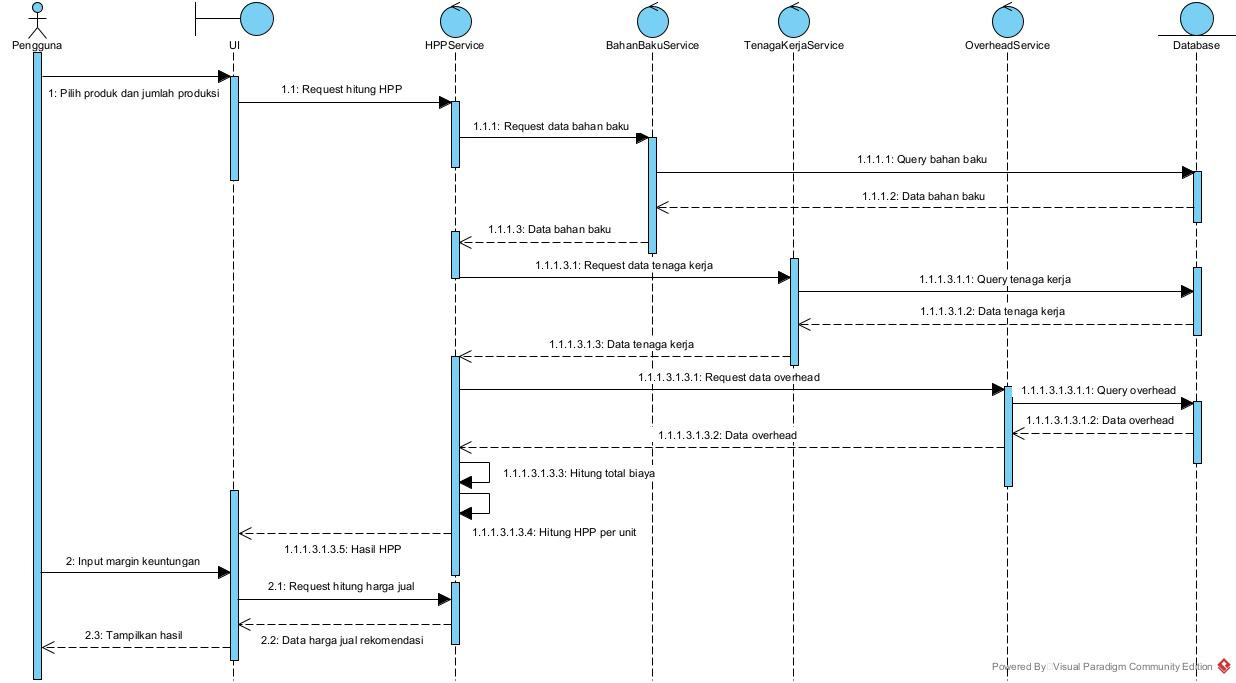 Pengguna
UI
HPPService
BahanBakuService
TenagaKerjaService
OverheadService
Database
1: Pilih produk dan jumlah produksi
1.1: Request hitung HPP
1.1.1: Request data bahan baku
1.1.1.1: Query bahan baku
1.1.1.2: Data bahan baku
1.1.1.3: Data bahan baku
1.1.1.3.1: Request data tenaga kerja
1.1.1.3.1.1: Query tenaga kerja
1.1.1.3.1.2: Data tenaga kerja
1.1.1.3.1.3: Data tenaga kerja
1.1.1.3.1.3.1: Request data overhead
1.1.1.3.1.3.1.1: Query overhead
1.1.1.3.1.3.1.2: Data overhead
1.1.1.3.1.3.2: Data overhead
1.1.1.3.1.3.3: Hitung total biaya
1.1.1.3.1.3.4: Hitung HPP per unit
1.1.1.3.1.3.5: Hasil HPP
2: Input margin keuntungan
2.1: Request hitung harga jual
2.2: Data harga jual rekomendasi
2.3: Tampilkan hasil
Powered By Visual Paradigm Community Edition